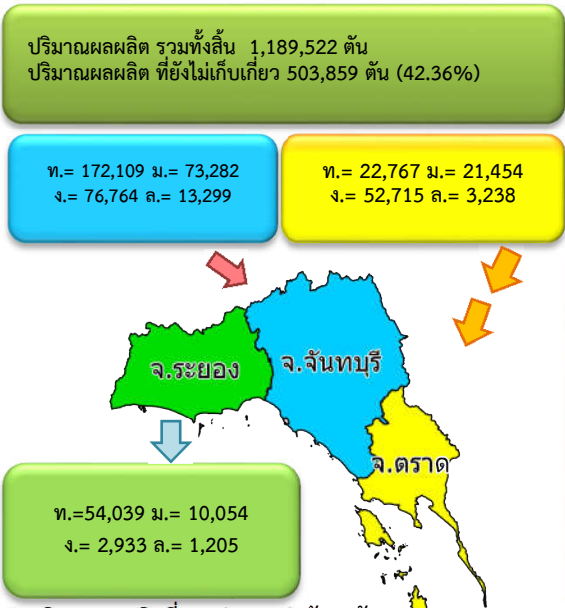 ปริมาณผลผลิต รวมทั้งสิ้น 1,189,522 ตัน
ปริมาณผลผลิต ที่ยังไม่เก็บเกี่ยว 503,859 ตัน (42.36%)
ท.= 172,109 ม.= 73,282
ง.= 76,764 ล.= 13,299
ท.= 22,767 ม.= 21,454
ง.= 52,715 ล.= 3,238
จ.ระยอง
จ.จันทบุรี
จ.ตราด
ท.=54,039 ม.= 10,054
ง.= 2,933 ล.= 1,205